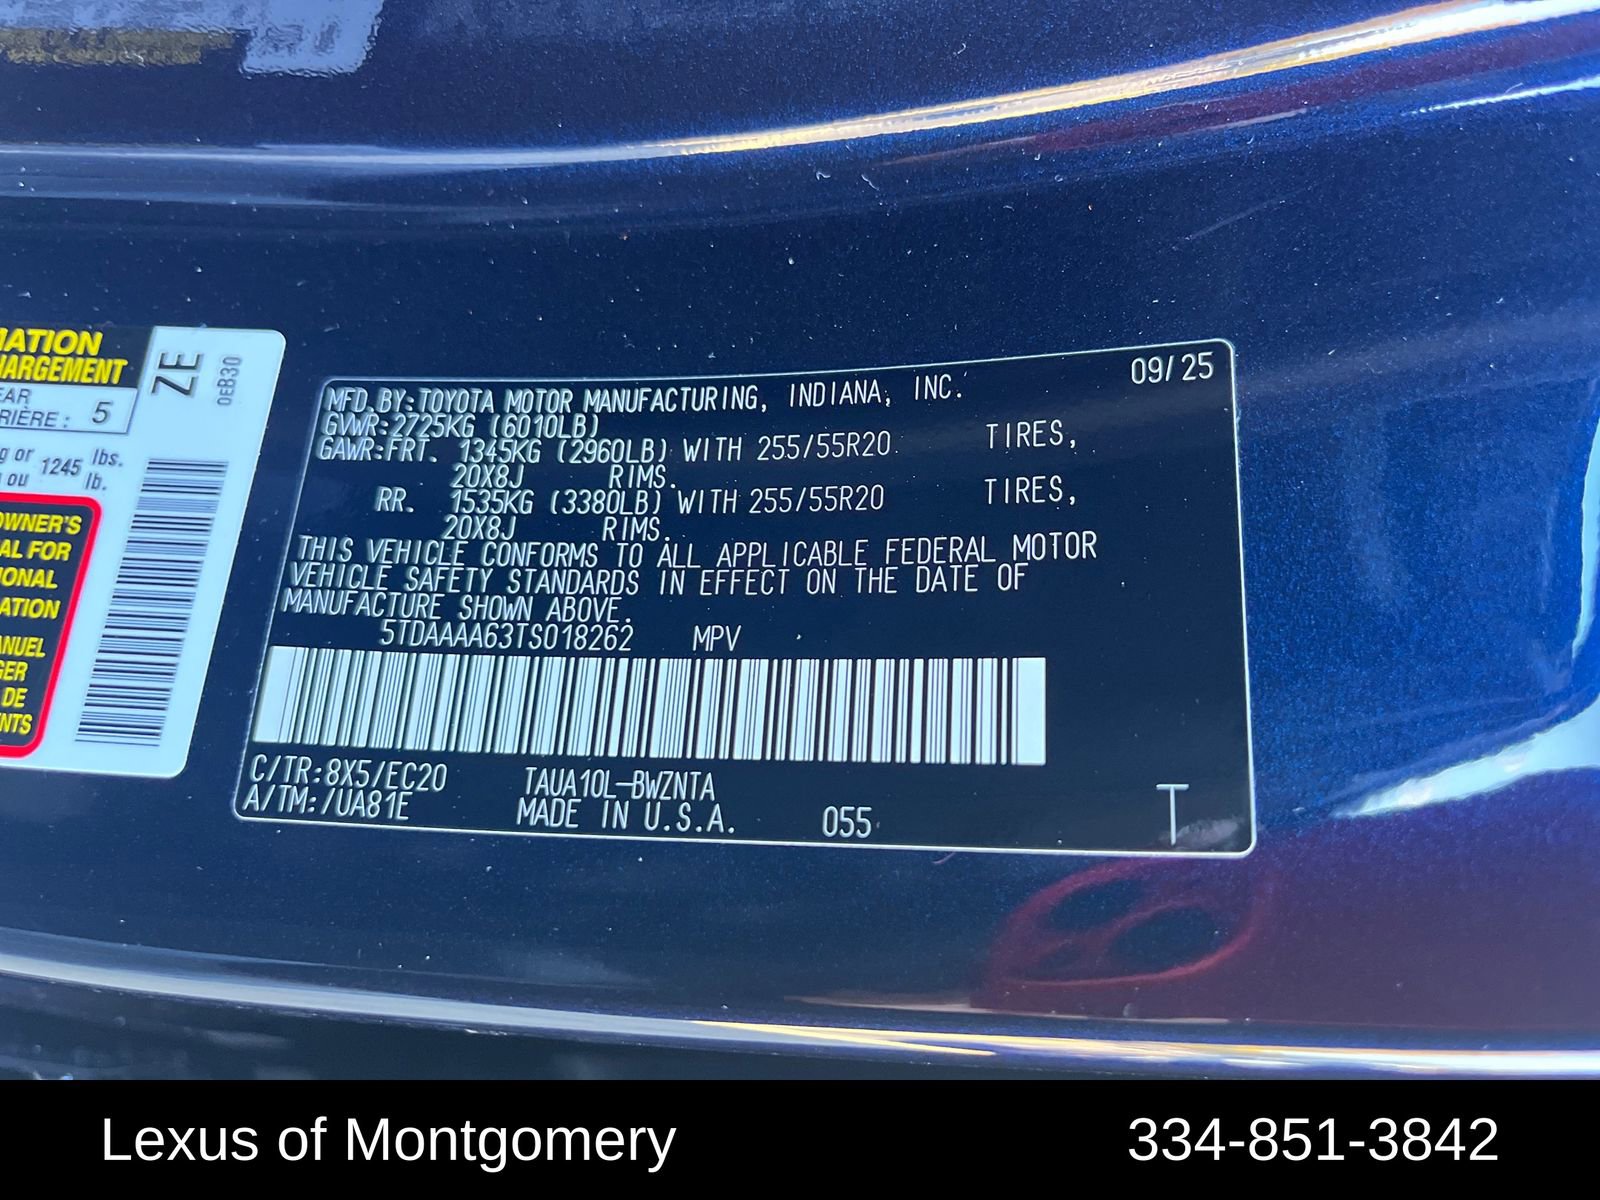 MATION
HARGEMENT
EAR
RIÈRE : 5
g or 1245 lbs.
ou lb.
OWNER'S
AL FOR
IONAL
ATION
ANUEL
GER
DE
ENTS
ZE
0EB30
09/25
MFD.BY:TOYOTA MOTOR MANUFACTURING, INDIANA, INC.
GVWR:2725KG (6010LB)
GAWR:FRT. 1345KG (2960LB) WITH 255/55R20 TIRES,
20X8J RIMS.
RR. 1535KG (3380LB) WITH 255/55R20 TIRES,
20X8J RIMS.
THIS VEHICLE CONFORMS TO ALL APPLICABLE FEDERAL MOTOR
VEHICLE SAFETY STANDARDS IN EFFECT ON THE DATE OF
MANUFACTURE SHOWN ABOVE.
5TDAAAA63TS018262 MPV
C/TR:8X5/EC20 TAUA10L-BWZNTA
A/TM:/UA81E MADE IN U.S.A. 055
T
Lexus of Montgomery 334-851-3842